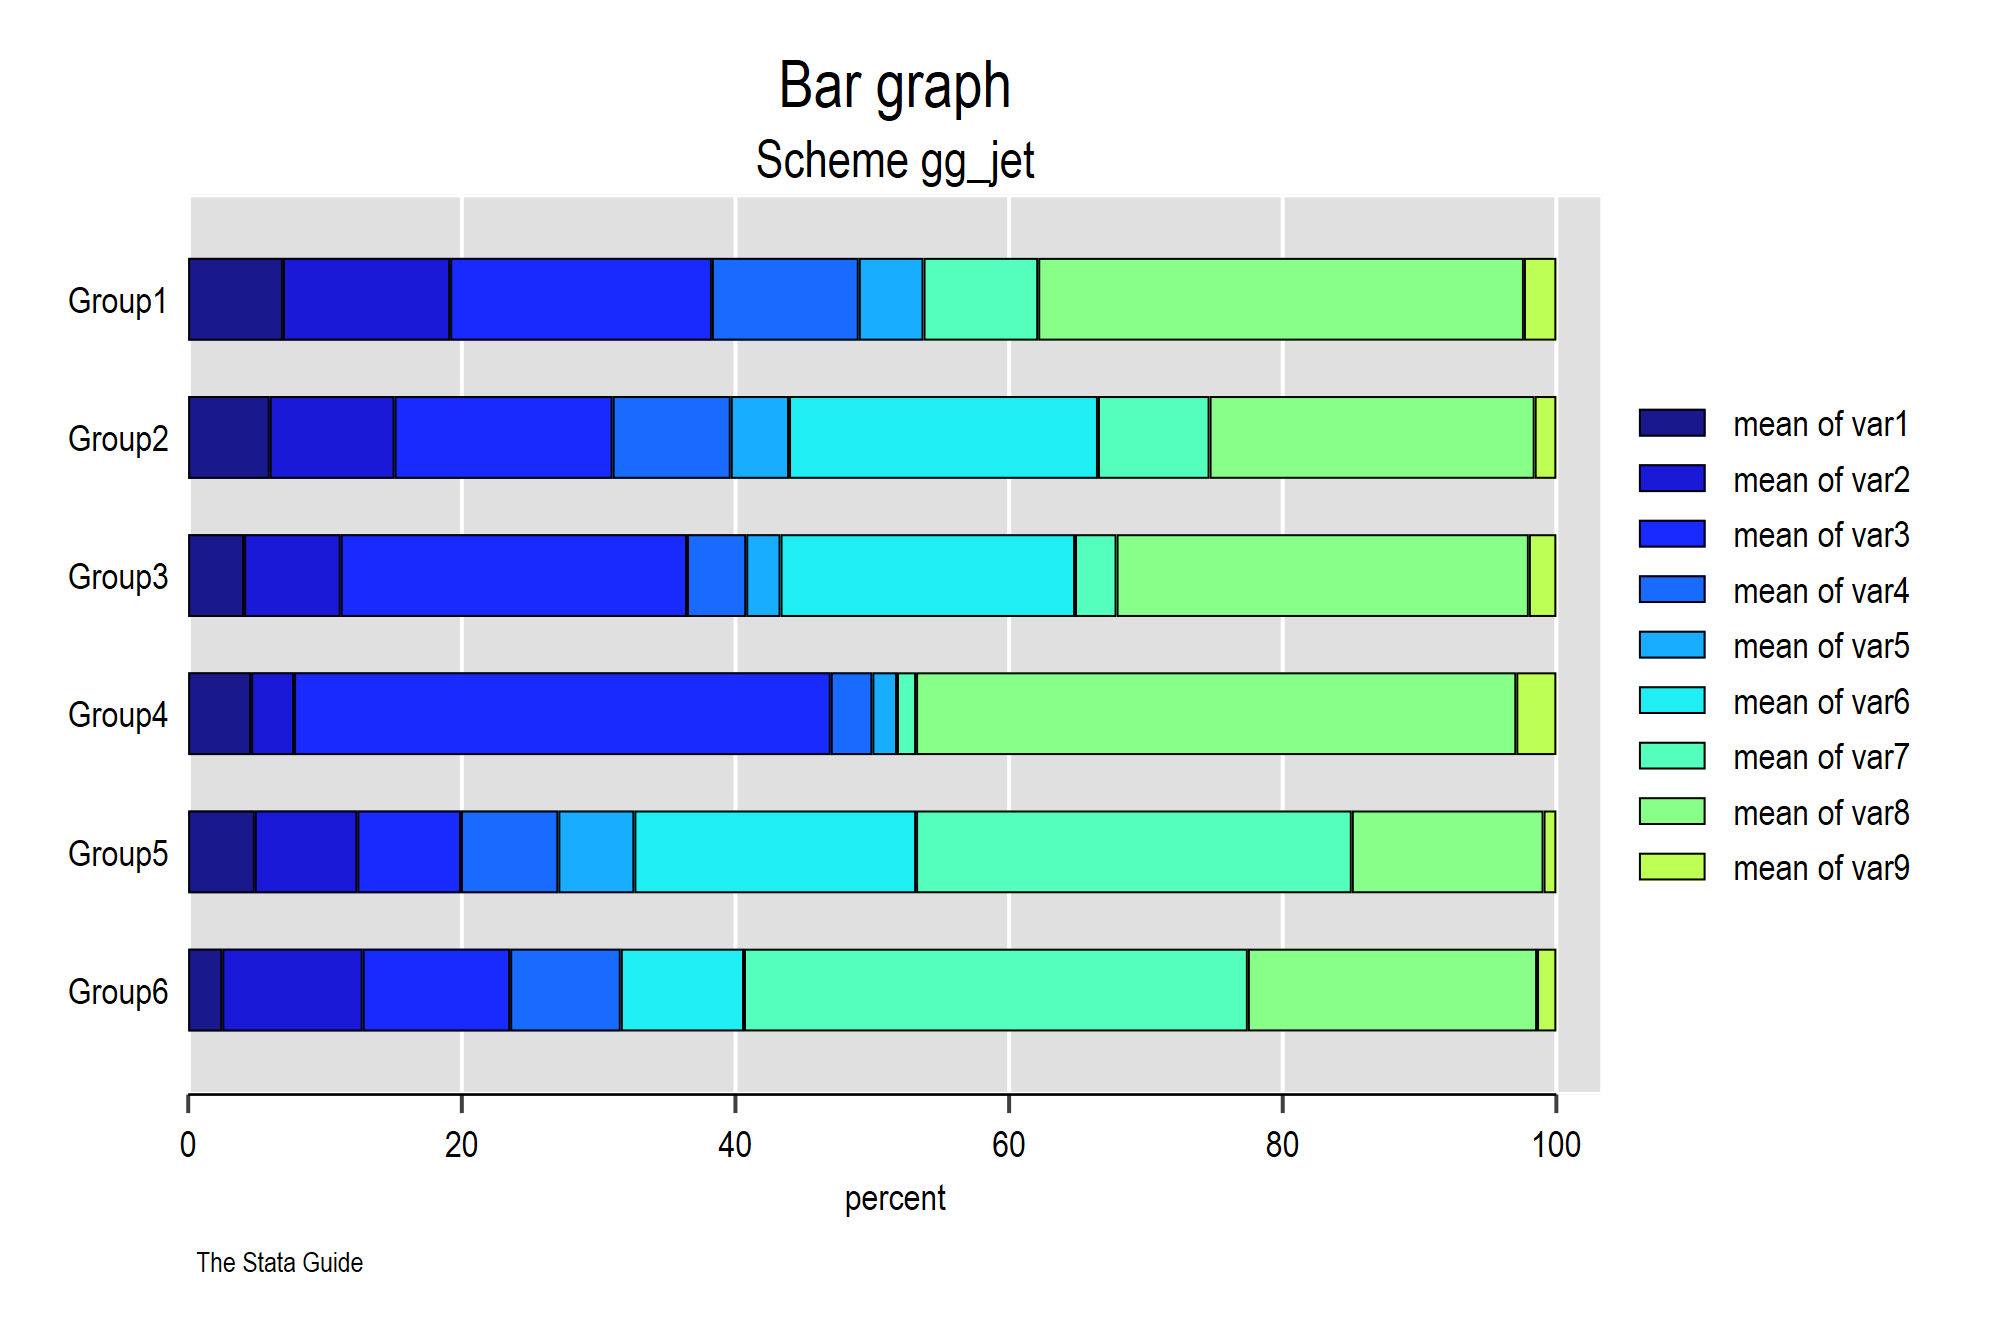 Bar graph
Scheme gg_jet
Group1
Group2
Group3
Group4
Group5
Group6
mean of var1
mean of var2
mean of var3
mean of var4
mean of var5
mean of var6
mean of var7
mean of var8
mean of var9
0 20 40 60 80 100
percent
The Stata Guide